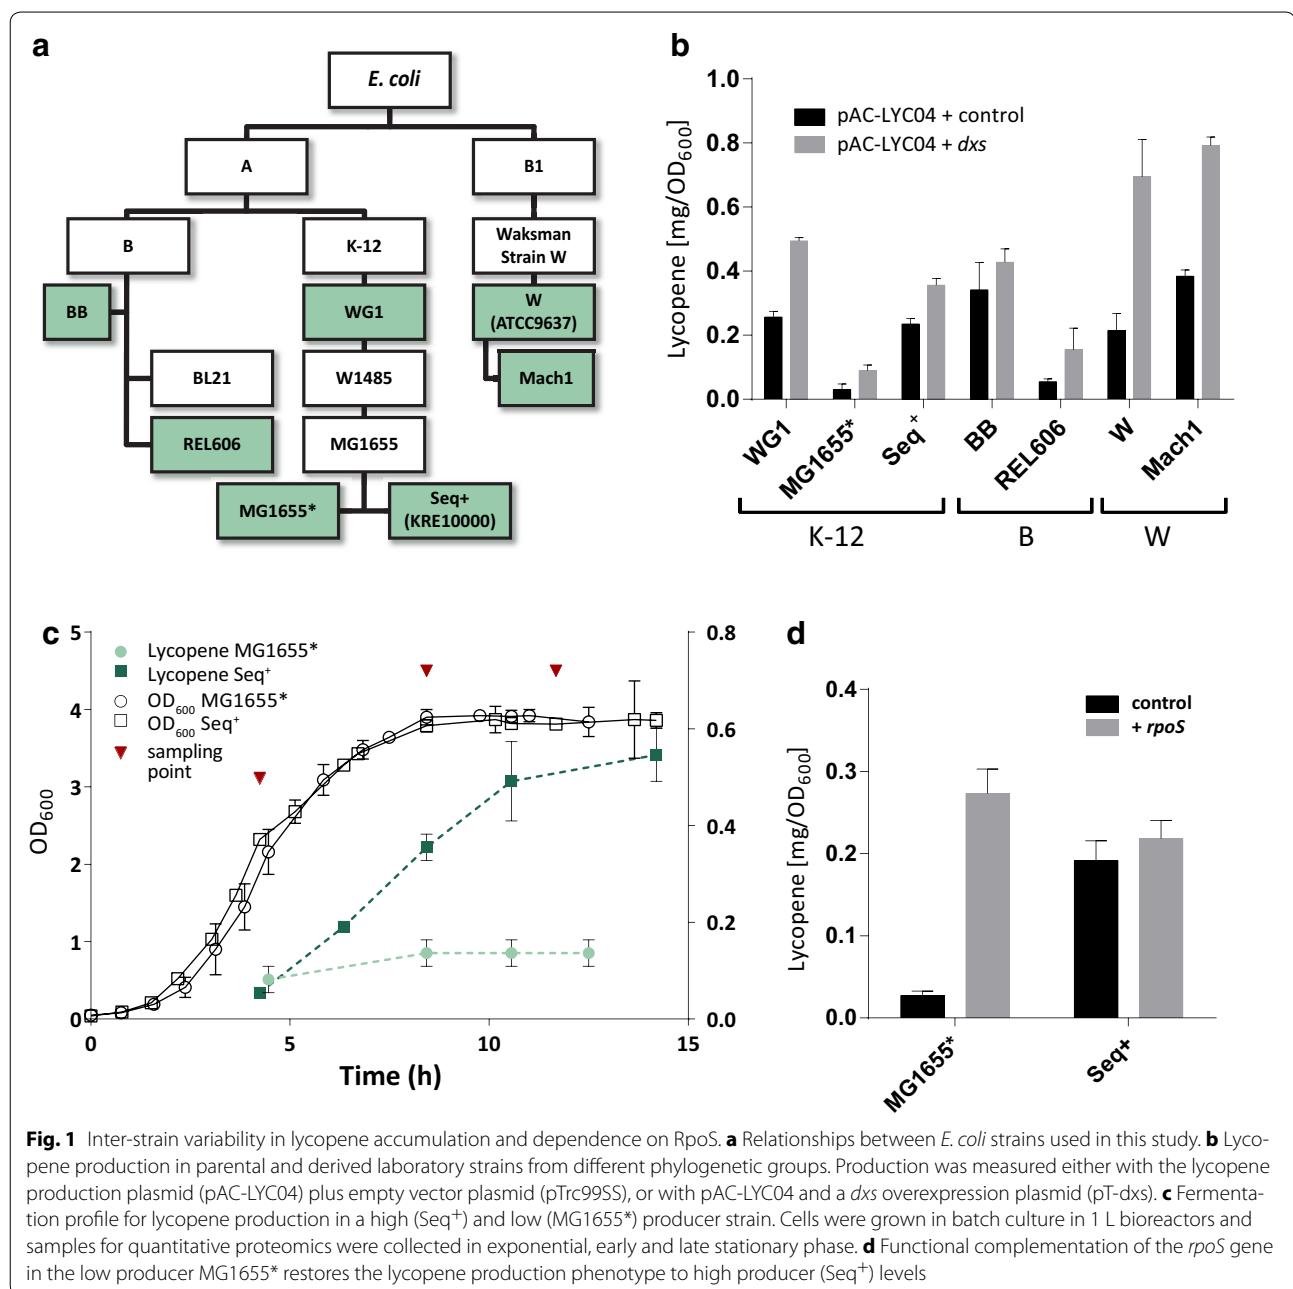 a
E. coli
A
B1
B
K-12
Waksman
Strain W
BB
WG1
W
(ATCC9637)
BL21
W1485
Mach1
REL606
MG1655
MG1655*
Seq+
(KRE10000)
b
Lycopene [mg/OD600]
1.0
0.8
0.6
0.4
0.2
0.0
pAC-LYC04 + control
pAC-LYC04 + dxs
WG1
MG1655*
Seq+
BB
REL606
W
Mach1
K-12
B
W
c
OD600
5
4
3
2
1
0
Lycopene MG1655*
Lycopene Seq+
OD600 MG1655*
OD600 Seq+
sampling
point
0.8
0.6
0.4
0.2
0.0
0
5
10
15
Time (h)
d
Lycopene [mg/OD600]
0.4
0.3
0.2
0.1
0.0
control
+ rpoS
MG1655*
Seq+
Fig. 1 Inter-strain variability in lycopene accumulation and dependence on RpoS. a Relationships between E. coli strains used in this study. b Lyco-
pene production in parental and derived laboratory strains from different phylogenetic groups. Production was measured either with the lycopene
production plasmid (pAC-LYC04) plus empty vector plasmid (pTrc99SS), or with pAC-LYC04 and a dxs overexpression plasmid (pT-dxs). c Fermenta-
tion profile for lycopene production in a high (Seq+) and low (MG1655*) producer strain. Cells were grown in batch culture in 1 L bioreactors and
samples for quantitative proteomics were collected in exponential, early and late stationary phase. d Functional complementation of the rpoS gene
in the low producer MG1655* restores the lycopene production phenotype to high producer (Seq+) levels